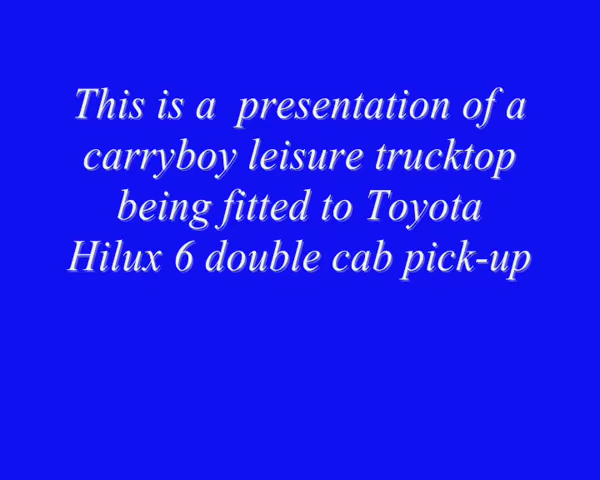 This is a  presentation of a
carryboy leisure trucktop
being fitted to Toyota
Hilux 6 double cab pick-up